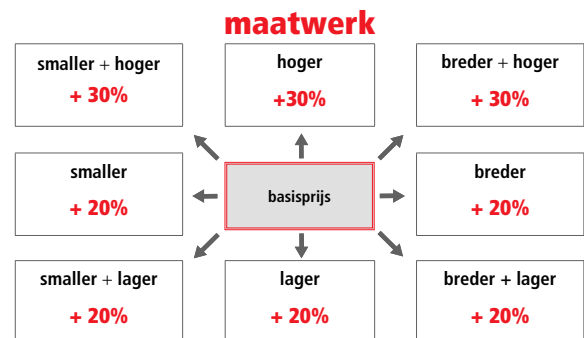 maatwerk
smaller + hoger
+ 30%
hoger
+30%
breder + hoger
+ 30%
smaller
+ 20%
basisprijs
breder
+ 20%
smaller + lager
+ 20%
lager
+ 20%
breder + lager
+ 20%